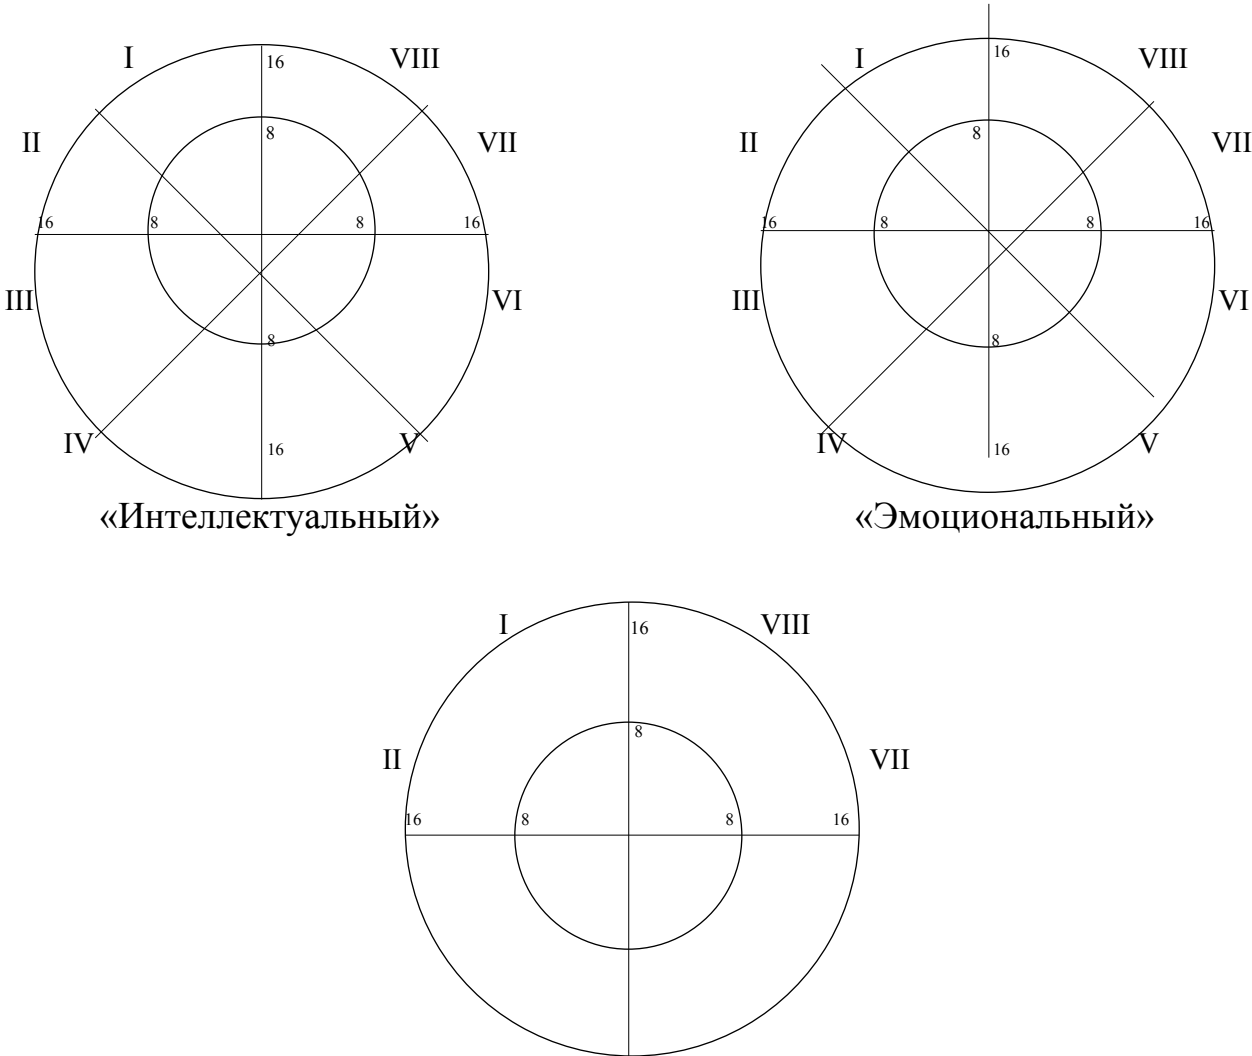 I 16 VIII I 16 VIII
II 8 VII II 8 VII
16 8 8 16 16 8 8 16
III VI III VI
8 8
IV 16 V IV 16 V
«Интеллектуальный» «Эмоциональный»
I 16 VIII
8
II VII
16 8 8 16